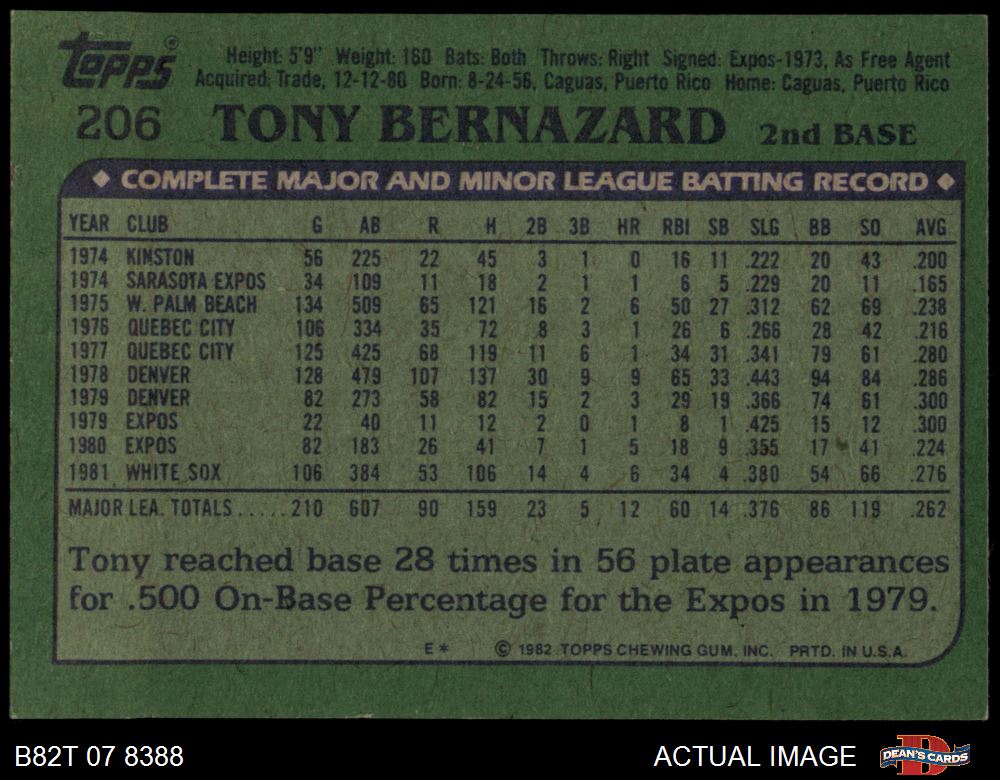 Topps® Height: 5'9" Weight: 160 Bats: Both Throws: Right Signed: Expos-1973, As Free Agent
Acquired: Trade, 12-12-80 Born: 8-24-56, Caguas, Puerto Rico Home: Caguas, Puerto Rico
206 TONY BERNAZARD 2nd BASE
◆ COMPLETE MAJOR AND MINOR LEAGUE BATTING RECORD ◆
YEAR CLUB G AB R H 2B 3B HR RBI SB SLG BB SO AVG
1974 KINSTON 56 225 22 45 3 1 0 16 11 .222 20 43 .200
1974 SARASOTA EXPOS 34 109 11 18 2 1 1 6 5 .229 20 11 .165
1975 W. PALM BEACH 134 509 65 121 16 2 6 50 27 .312 62 69 .238
1976 QUEBEC CITY 106 334 35 72 8 3 1 26 6 .266 28 42 .216
1977 QUEBEC CITY 125 425 68 119 11 6 1 34 31 .341 79 61 .280
1978 DENVER 128 479 107 137 30 9 9 65 33 .443 94 84 .286
1979 DENVER 82 273 58 82 15 2 3 29 19 .366 74 61 .300
1979 EXPOS 22 40 11 12 2 0 1 8 1 .425 15 12 .300
1980 EXPOS 82 183 26 41 7 1 5 18 9 .355 17 41 .224
1981 WHITE SOX 106 384 53 106 14 4 6 34 4 .380 54 66 .276
MAJOR LEA. TOTALS.....210 607 90 159 23 5 12 60 14 .376 86 119 .262
Tony reached base 28 times in 56 plate appearances
for .500 On-Base Percentage for the Expos in 1979.
E* © 1982 TOPPS CHEWING GUM, INC. PRTD. IN U.S.A.
B82T 07 8388 ACTUAL IMAGE DEAN'S CARDS